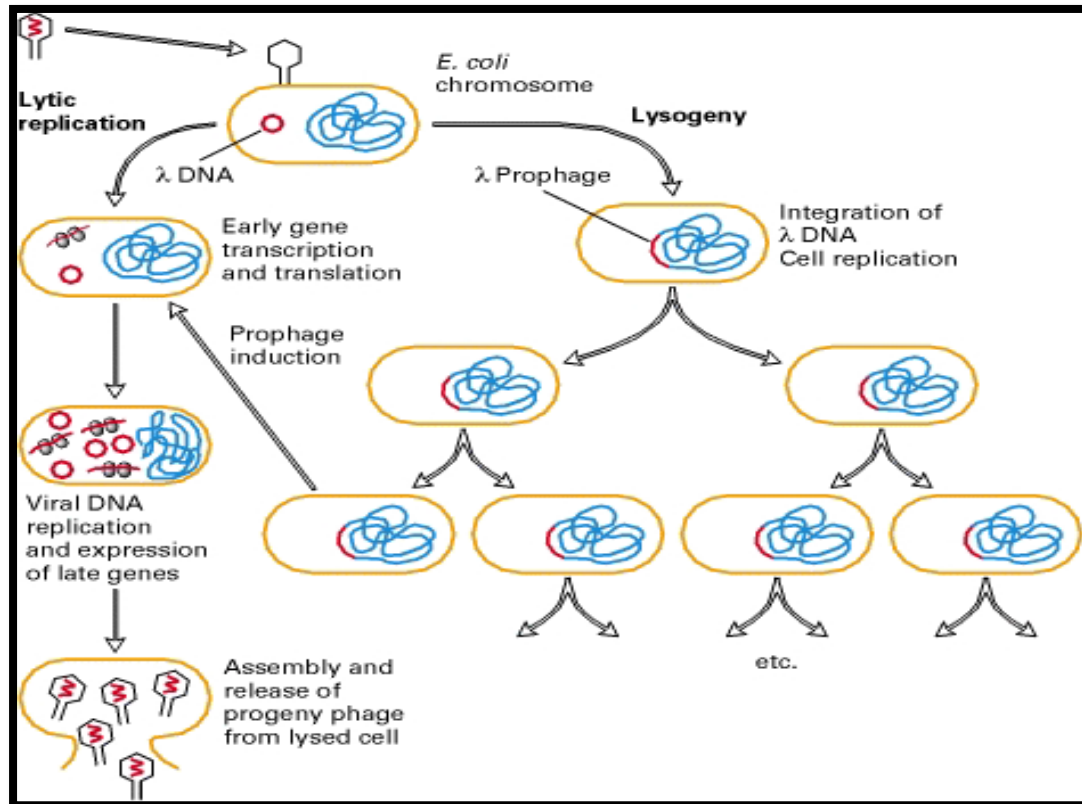 E. coli
chromosome
Lytic
replication
Lysogeny
λ DNA
λ Prophage
Early gene
transcription
and translation
Integration of
λ DNA
Cell replication
Prophage
induction
Viral DNA
replication
and expression
of late genes
etc.
Assembly and
release of
progeny phage
from lysed cell